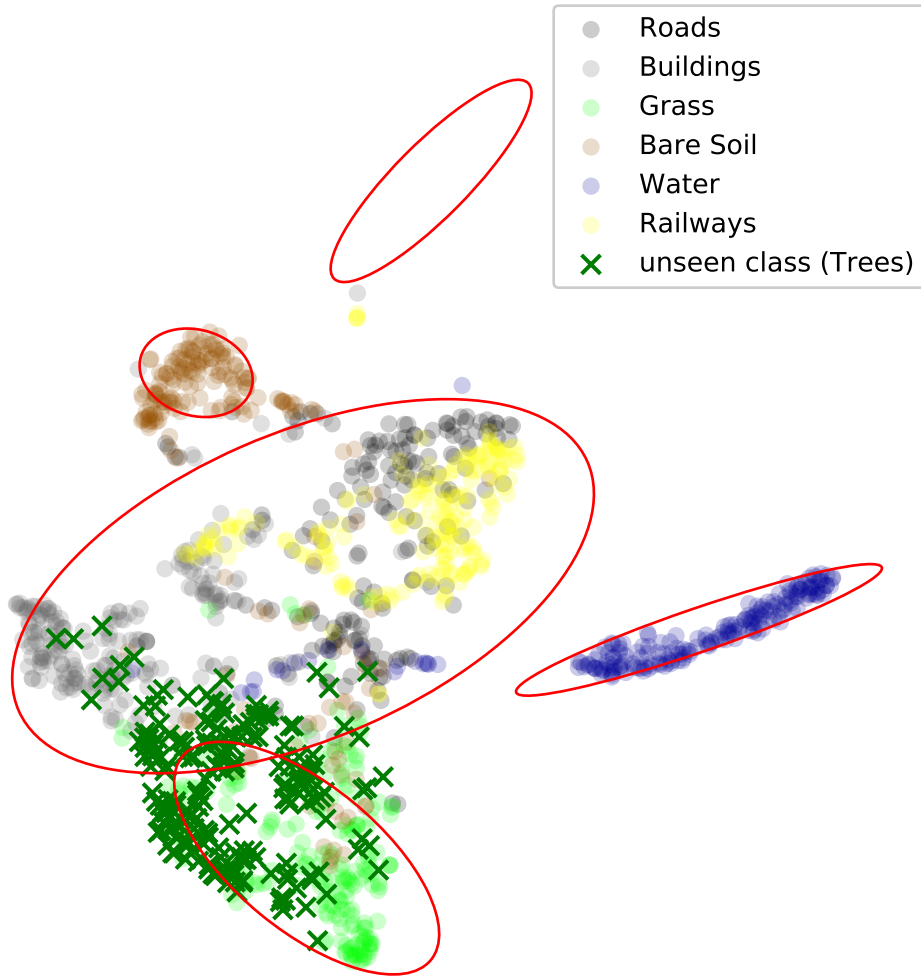 Roads
Buildings
Grass
Bare Soil
Water
Railways
unseen class (Trees)